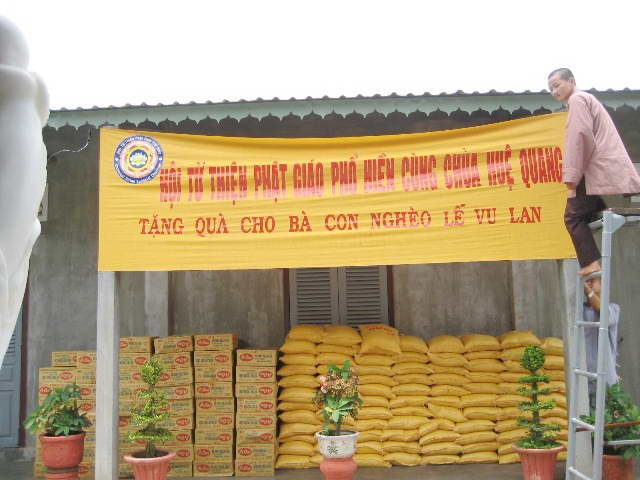 HỘI TỪ THIỆN PHẬT GIÁO PHỔ HIỀN CÙNG CHÙA HUỆ QUANG
TẶNG QUÀ CHO BÀ CON NGHÈO LỄ VU LAN